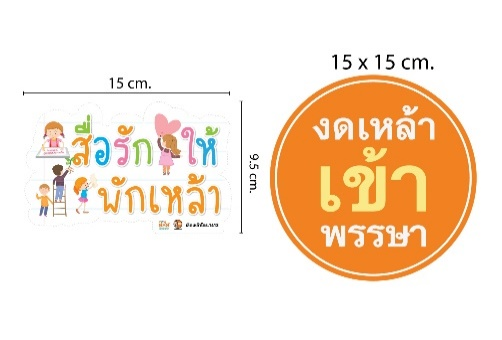 15 cm.
สื่อรักให้
พักเหล้า
9.5 cm.
15 x 15 cm.
งดเหล้า
เข้า
พรรษา